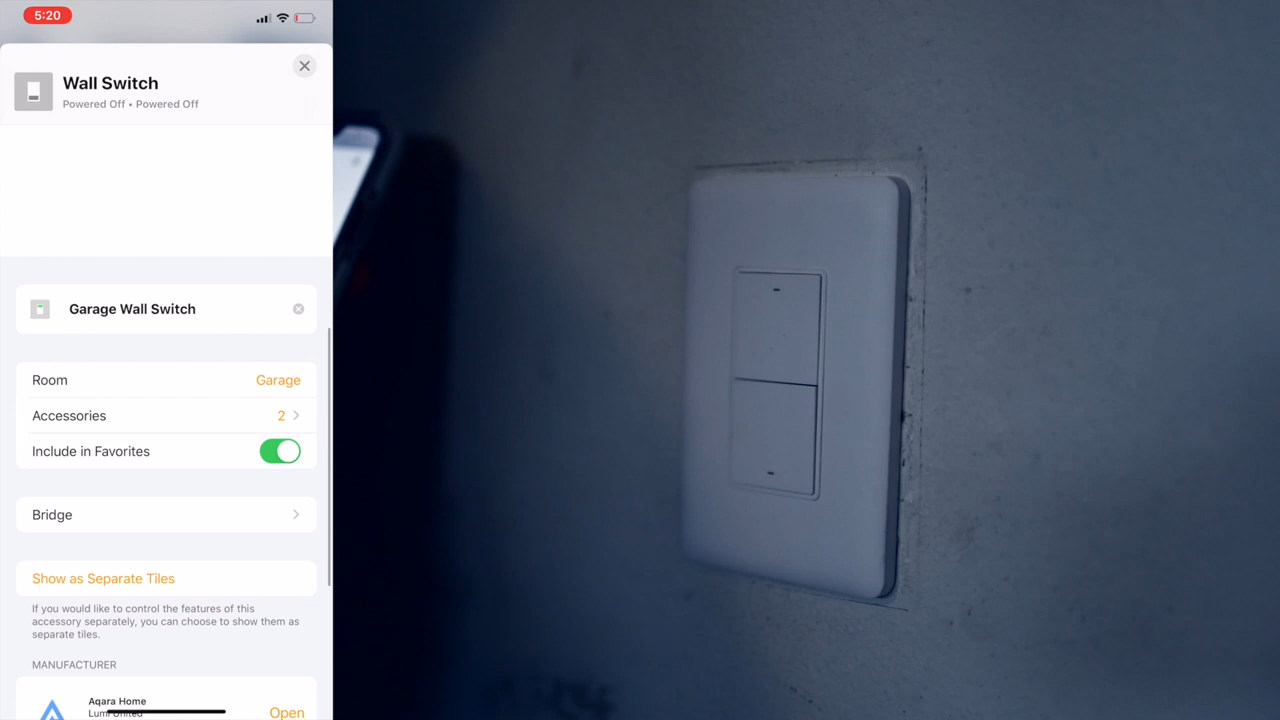 5:20
Wall Switch
Powered Off • Powered Off
Garage Wall Switch
Room Garage
Accessories 2
Include in Favorites
Bridge
Show as Separate Tiles
If you would like to control the features of this
accessory separately, you can choose to show them as
separate tiles.
MANUFACTURER
Aqara Home
Lumi United
Open